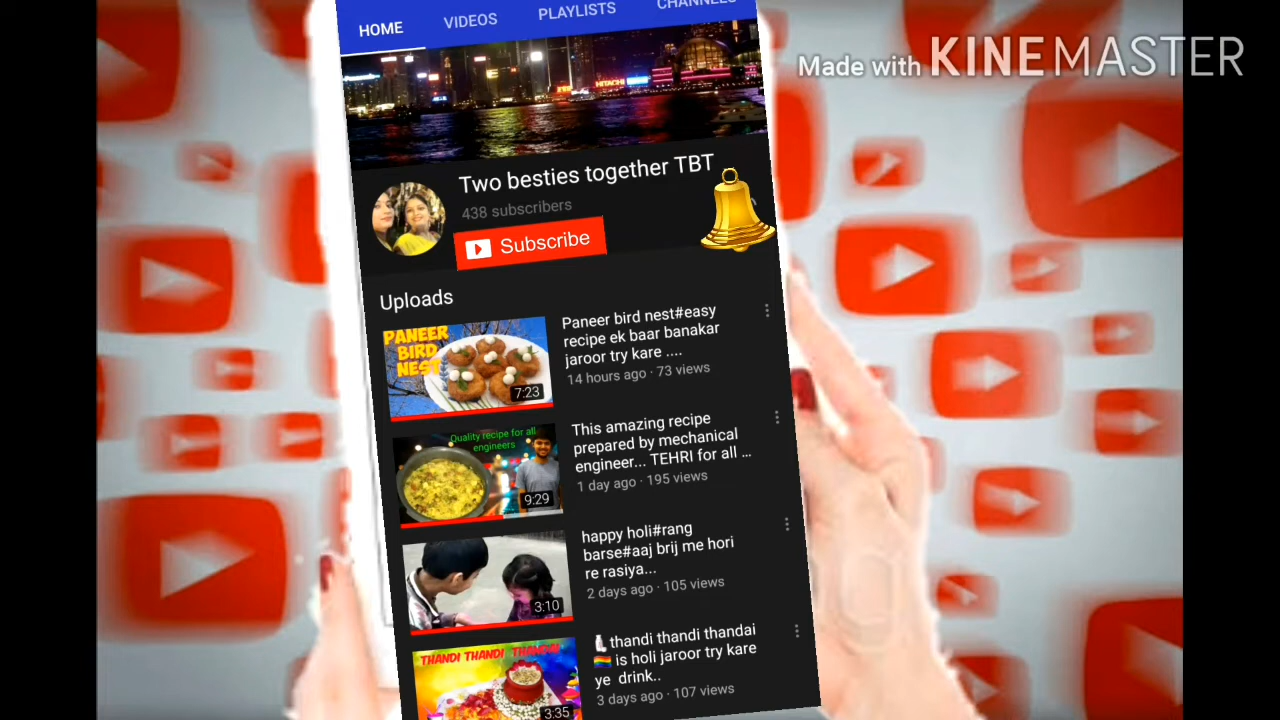 HOME VIDEOS PLAYLISTS CHANNELS
Made with KINEMASTER
HITACHI
Two besties together TBT
438 subscribers
Subscribe
Uploads
PANEER
BIRD
NEST
7:23
Paneer bird nest#easy
recipe ek baar banakar
jaroor try kare ....
14 hours ago · 73 views
Quality recipe for all
engineers
9:29
This amazing recipe
prepared by mechanical
engineer... TEHRI for all ...
1 day ago · 195 views
3:10
happy holi#rang
barse#aaj brij me hori
re rasiya...
2 days ago · 105 views
THANDI THANDI THANDAI
3:35
thandi thandi thandai
is holi jaroor try kare
ye drink..
3 days ago · 107 views